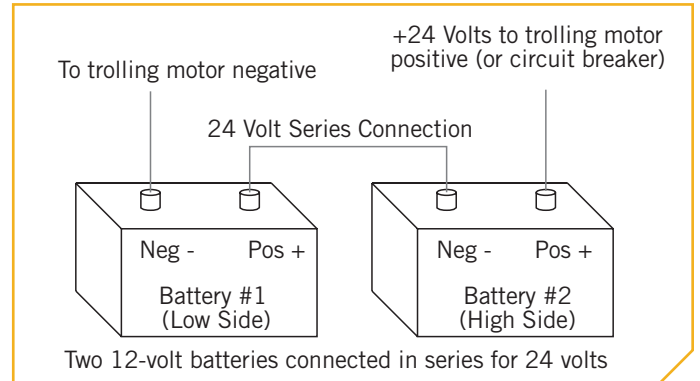 To trolling motor negative
+24 Volts to trolling motor
positive (or circuit breaker)
24 Volt Series Connection
Neg -
Pos +
Battery #1
(Low Side)
Neg -
Pos +
Battery #2
(High Side)
Two 12-volt batteries connected in series for 24 volts